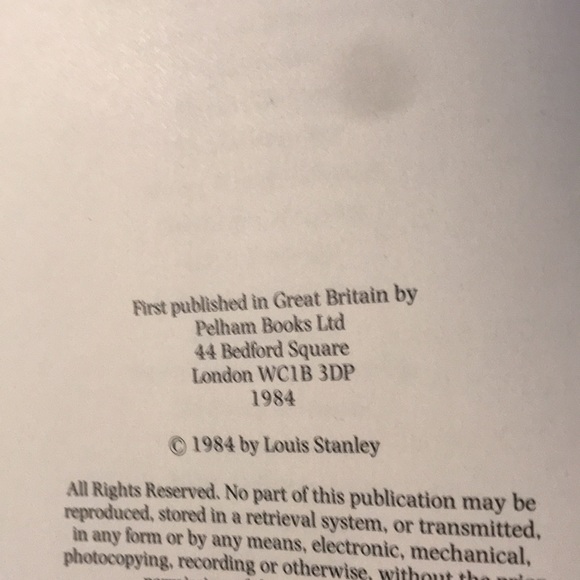 First published in Great Britain by
Pelham Books Ltd
44 Bedford Square
London WC1B 3DP
1984
© 1984 by Louis Stanley
All Rights Reserved. No part of this publication may be
reproduced, stored in a retrieval system, or transmitted,
in any form or by any means, electronic, mechanical,
photocopying, recording or otherwise, without the prior